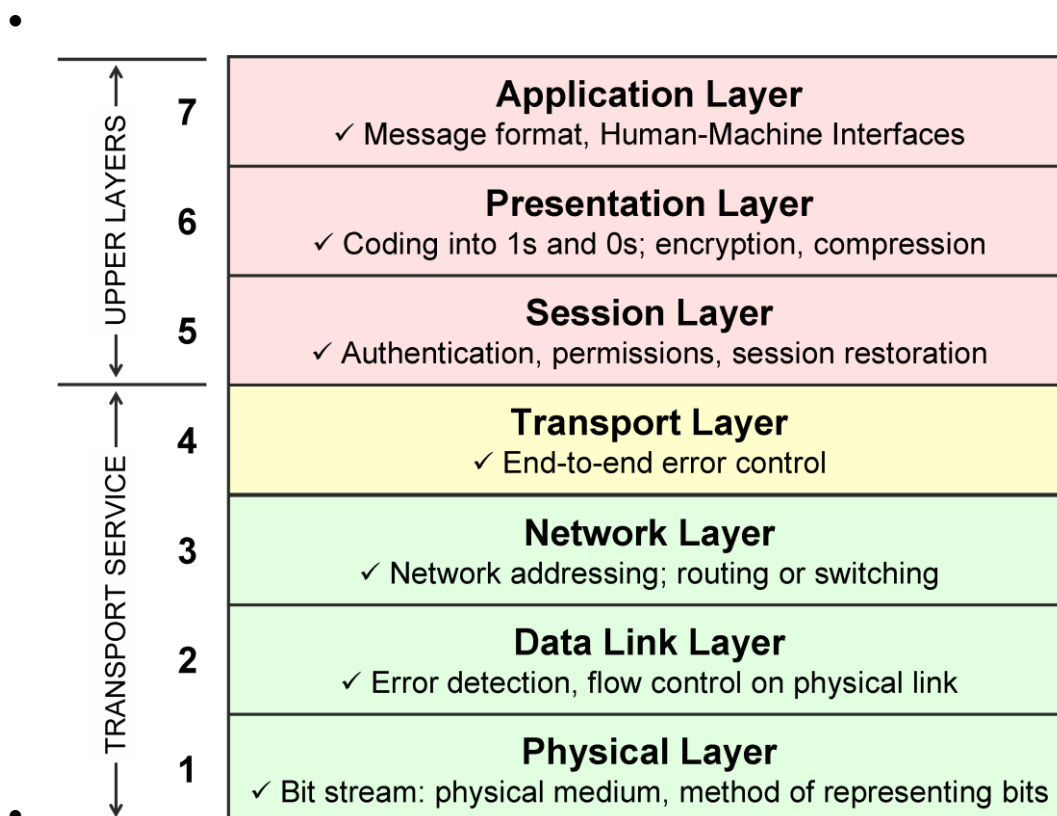 UPPER LAYERS
7
Application Layer
✓ Message format, Human-Machine Interfaces
6
Presentation Layer
✓ Coding into 1s and 0s; encryption, compression
5
Session Layer
✓ Authentication, permissions, session restoration
TRANSPORT SERVICE
4
Transport Layer
✓ End-to-end error control
3
Network Layer
✓ Network addressing; routing or switching
2
Data Link Layer
✓ Error detection, flow control on physical link
1
Physical Layer
✓ Bit stream: physical medium, method of representing bits